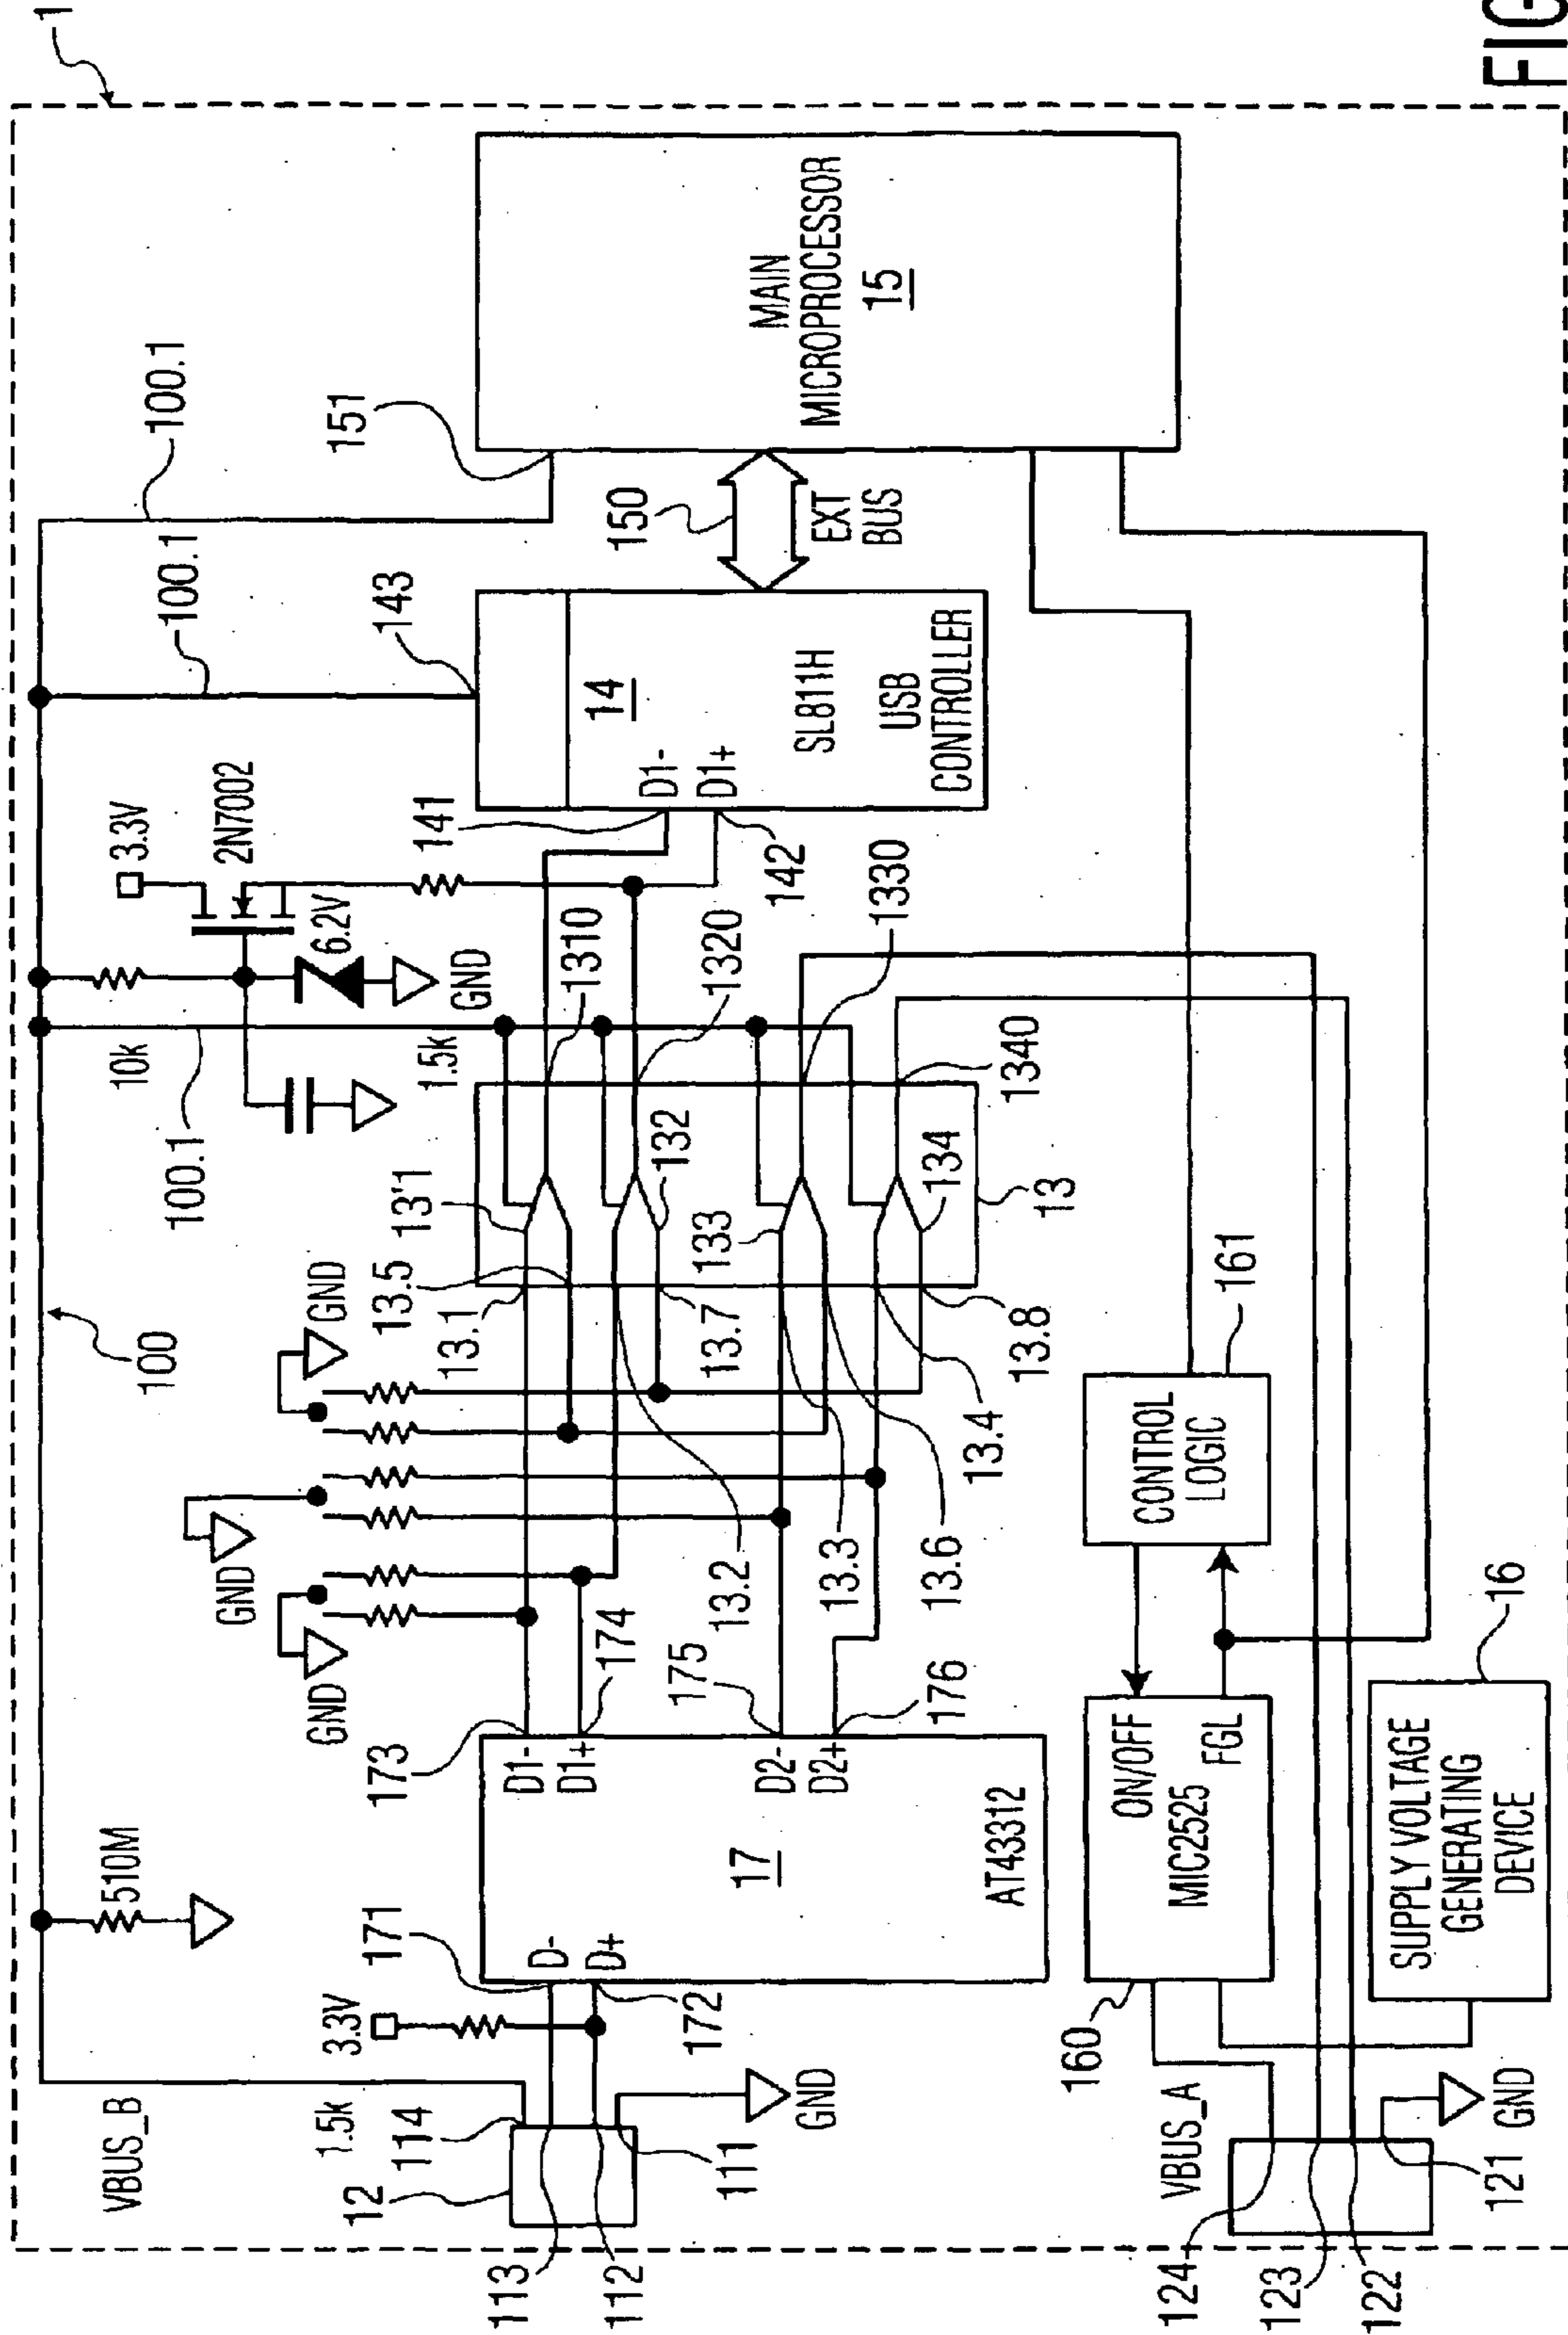 1
100.1
151
MAIN
MICROPROCESSOR
15
150
EXT
BUS
100.1
143
14
D1-
D1+
SL811H
USB
CONTROLLER
141
142
3.3V
2N7002
6.2V
GND
10k
100.1
1.5k
1310
1320
1330
1340
13'1
132
133
134
13
100
GND
13.5
13.1
13.7
13.8
13.2
13.3
13.6
13.4
GND
GND
161
CONTROL
LOGIC
510M
173
174
175
176
D1-
D1+
D2-
D2+
17
AT43312
D-
D+
171
172
3.3V
1.5k
VBUS_B
114
12
113
112
111
GND
160
ON/OFF
MIC2525
FGL
16
SUPPLY VOLTAGE
GENERATING
DEVICE
VBUS_A
124
123
122
121
GND